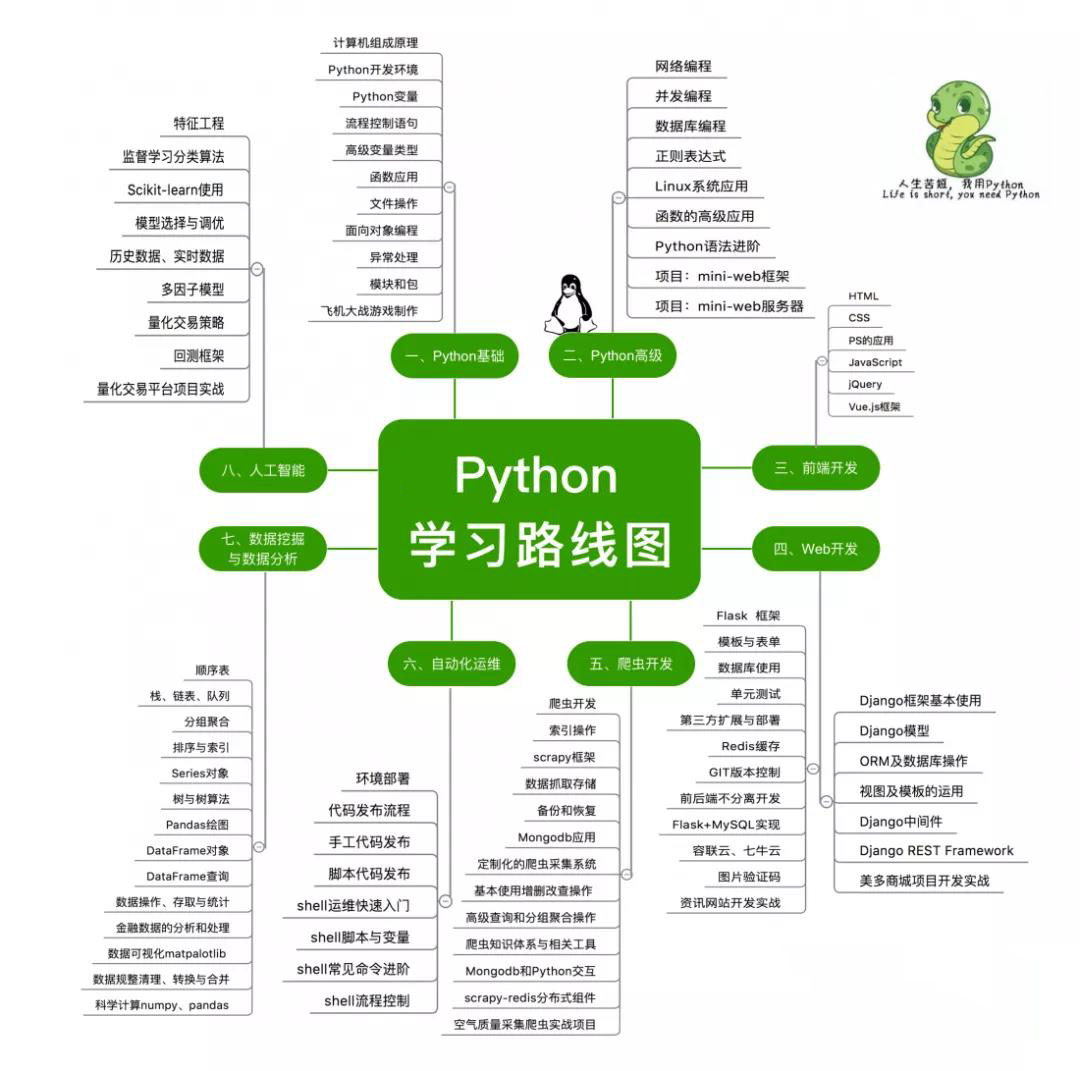 Python
学习路线图
一、Python基础
计算机组成原理
Python开发环境
Python变量
流程控制语句
高级变量类型
函数应用
文件操作
面向对象编程
异常处理
模块和包
飞机大战游戏制作
二、Python高级
网络编程
并发编程
数据库编程
正则表达式
Linux系统应用
函数的高级应用
Python语法进阶
项目：mini-web框架
项目：mini-web服务器
人生苦短，我用Python
Life is short, you need Python
三、前端开发
HTML
CSS
PS的应用
JavaScript
jQuery
Vue.js框架
四、Web开发
Flask 框架
模板与表单
数据库使用
单元测试
第三方扩展与部署
Redis缓存
GIT版本控制
前后端不分离开发
Flask+MySQL实现
容联云、七牛云
图片验证码
资讯网站开发实战
Django框架基本使用
Django模型
ORM及数据库操作
视图及模板的运用
Django中间件
Django REST Framework
美多商城项目开发实战
五、爬虫开发
爬虫开发
索引操作
scrapy框架
数据抓取存储
备份和恢复
Mongodb应用
定制化的爬虫采集系统
基本使用增删改查操作
高级查询和分组聚合操作
爬虫知识体系与相关工具
Mongodb和Python交互
scrapy-redis分布式组件
空气质量采集爬虫实战项目
六、自动化运维
环境部署
代码发布流程
手工代码发布
脚本代码发布
shell运维快速入门
shell脚本与变量
shell常见命令进阶
shell流程控制
七、数据挖掘
与数据分析
顺序表
栈、链表、队列
分组聚合
排序与索引
Series对象
树与树算法
Pandas绘图
DataFrame对象
DataFrame查询
数据操作、存取与统计
金融数据的分析和处理
数据可视化matpalotlib
数据规整清理、转换与合并
科学计算numpy、pandas
八、人工智能
特征工程
监督学习分类算法
Scikit-learn使用
模型选择与调优
历史数据、实时数据
多因子模型
量化交易策略
回测框架
量化交易平台项目实战